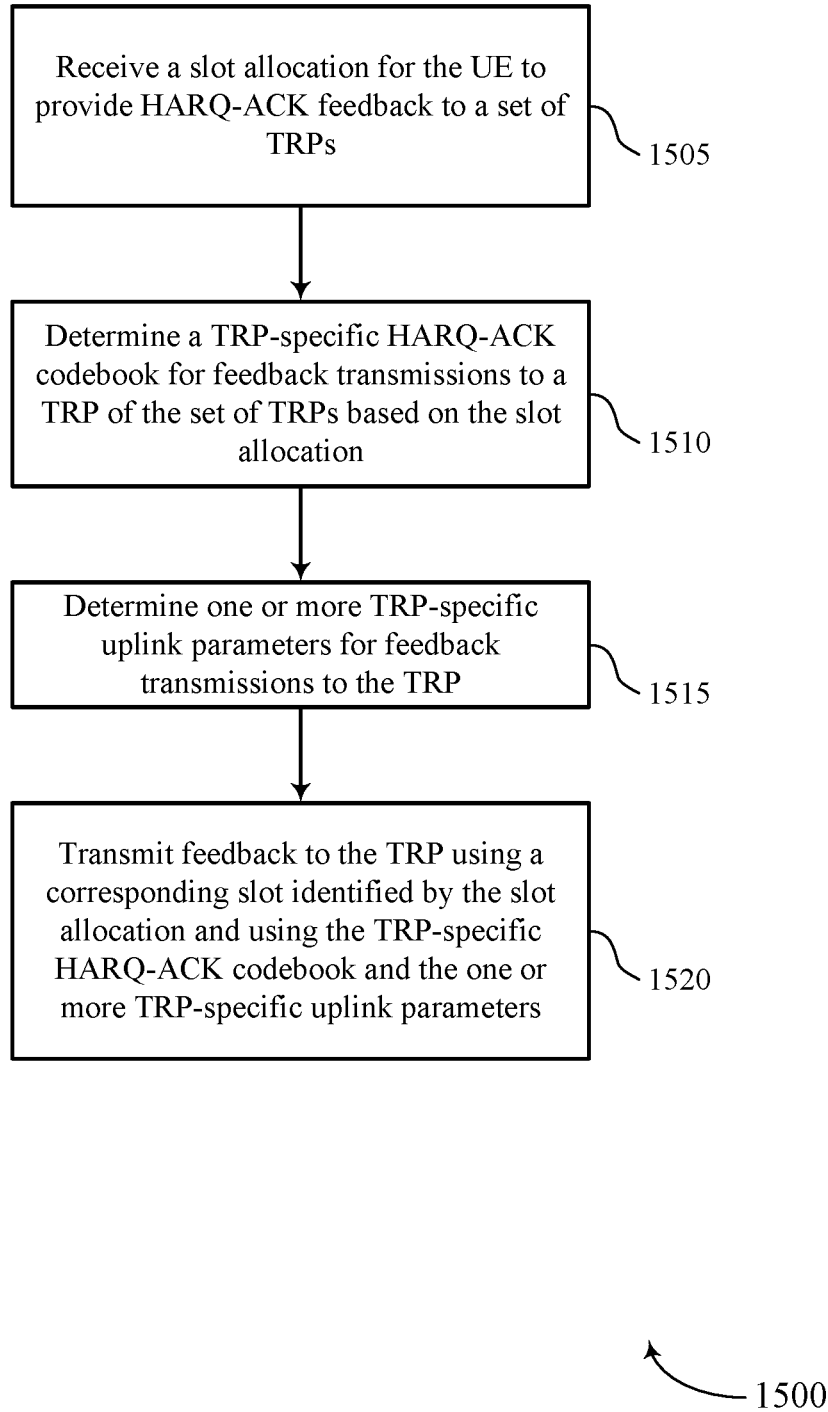 Receive a slot allocation for the UE to
provide HARQ-ACK feedback to a set of
TRPs
1505
Determine a TRP-specific HARQ-ACK
codebook for feedback transmissions to a
TRP of the set of TRPs based on the slot
allocation
1510
Determine one or more TRP-specific
uplink parameters for feedback
transmissions to the TRP
1515
Transmit feedback to the TRP using a
corresponding slot identified by the slot
allocation and using the TRP-specific
HARQ-ACK codebook and the one or
more TRP-specific uplink parameters
1520
1500